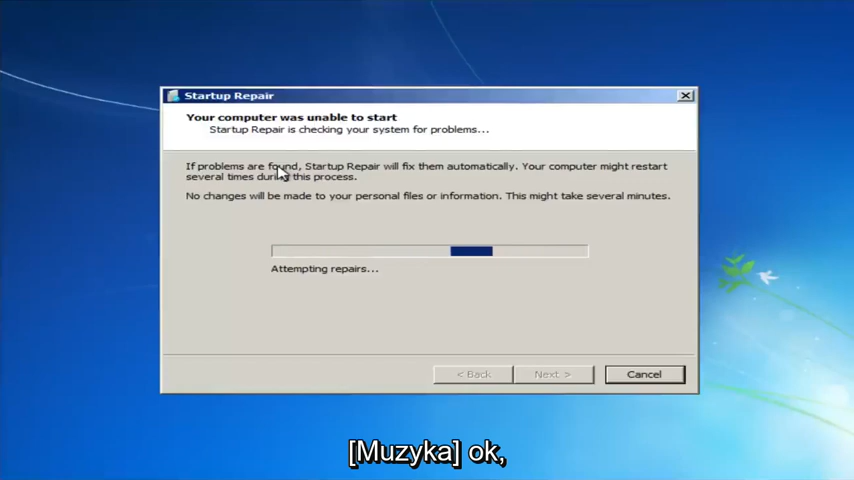 Startup Repair
Your computer was unable to start
Startup Repair is checking your system for problems...
If problems are found, Startup Repair will fix them automatically. Your computer might restart
several times during this process.
No changes will be made to your personal files or information. This might take several minutes.
Attempting repairs...
< Back Next > Cancel
[Muzyka] ok,